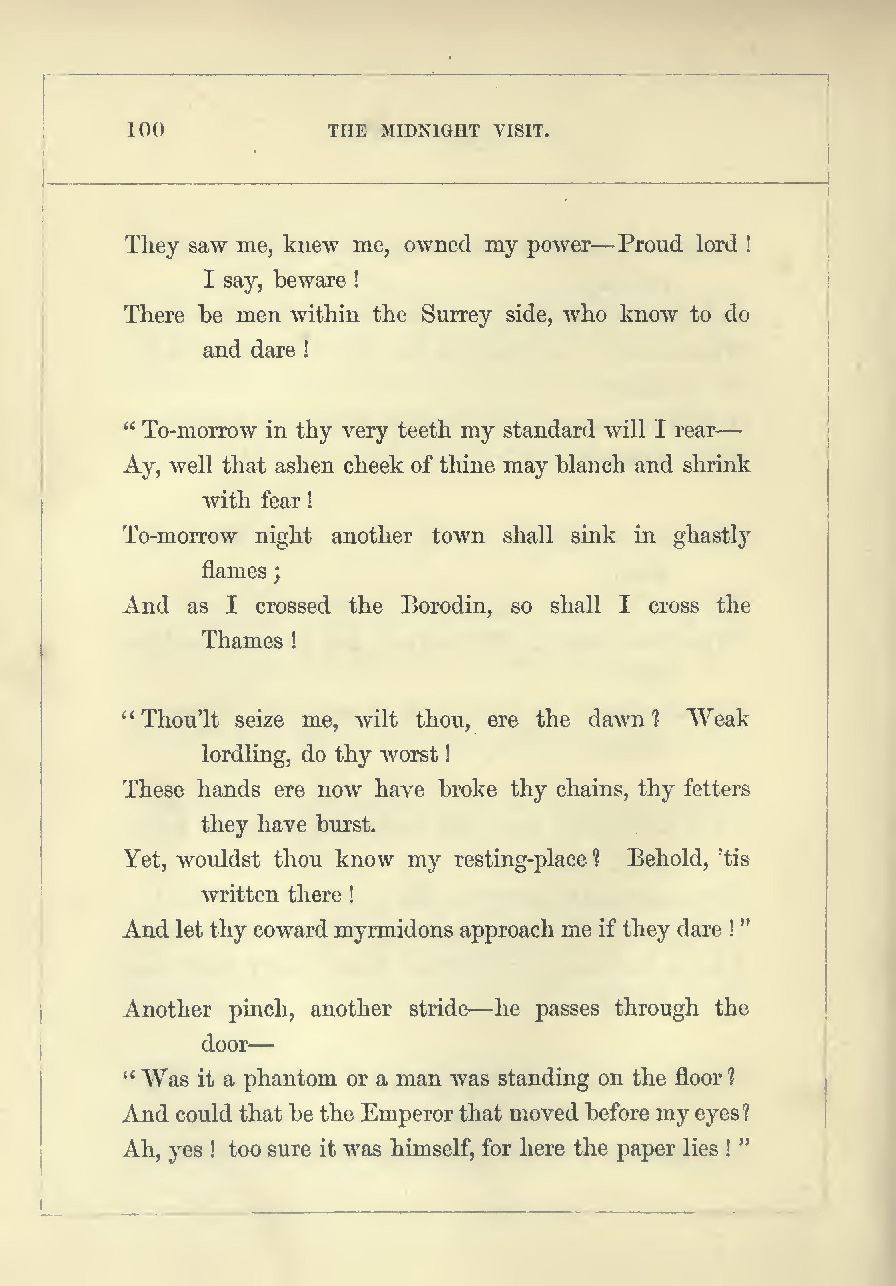 100 THE MIDNIGHT VISIT.
They saw me, knew me, owned my power—Proud lord !
I say, beware !
There be men within the Surrey side, who know to do
and dare !
“ To-morrow in thy very teeth my standard will I rear—
Ay, well that ashen cheek of thine may blanch and shrink
with fear !
To-morrow night another town shall sink in ghastly
flames ;
And as I crossed the Borodin, so shall I cross the
Thames !
“ Thou’lt seize me, wilt thou, ere the dawn ? Weak
lordling, do thy worst !
These hands ere now have broke thy chains, thy fetters
they have burst.
Yet, wouldst thou know my resting-place ? Behold, ’tis
written there !
And let thy coward myrmidons approach me if they dare ! ”
Another pinch, another stride—he passes through the
door—
“ Was it a phantom or a man was standing on the floor ?
And could that be the Emperor that moved before my eyes ?
Ah, yes ! too sure it was himself, for here the paper lies ! ”